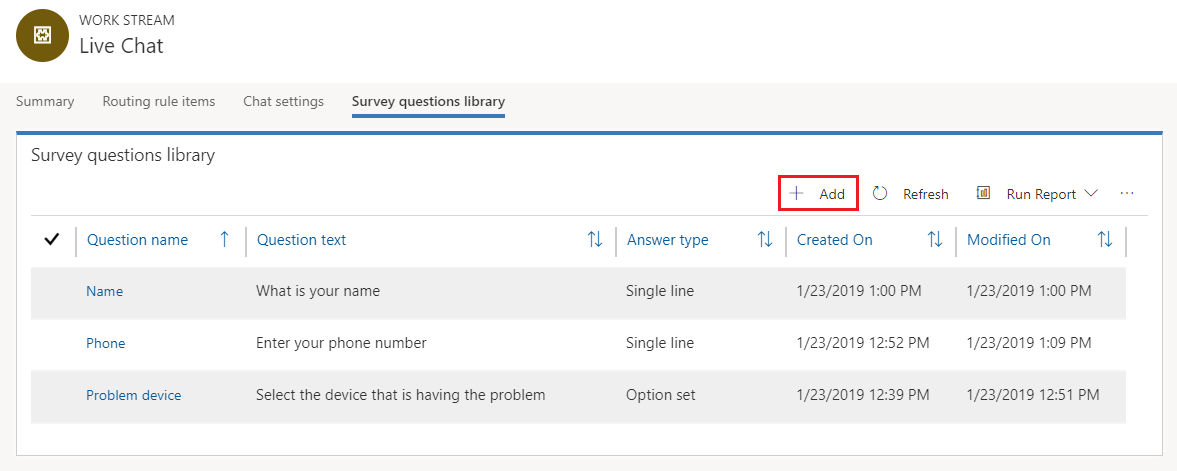 WORK STREAM
Live Chat
Summary Routing rule items Chat settings Survey questions library
Survey questions library
Add Refresh Run Report ...
Question name Question text Answer type Created On Modified On
Name What is your name Single line 1/23/2019 1:00 PM 1/23/2019 1:00 PM
Phone Enter your phone number Single line 1/23/2019 12:52 PM 1/23/2019 1:09 PM
Problem device Select the device that is having the problem Option set 1/23/2019 12:39 PM 1/23/2019 12:51 PM